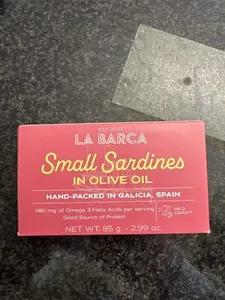 EST. 2020
LA BARCA
Small Sardines
IN OLIVE OIL
HAND-PACKED IN GALICIA, SPAIN
980 mg of Omega 3 Fatty Acids per serving
Good Source of Protein
WILD
CAUGHT
NET WT. 85 g - 2.99 oz.